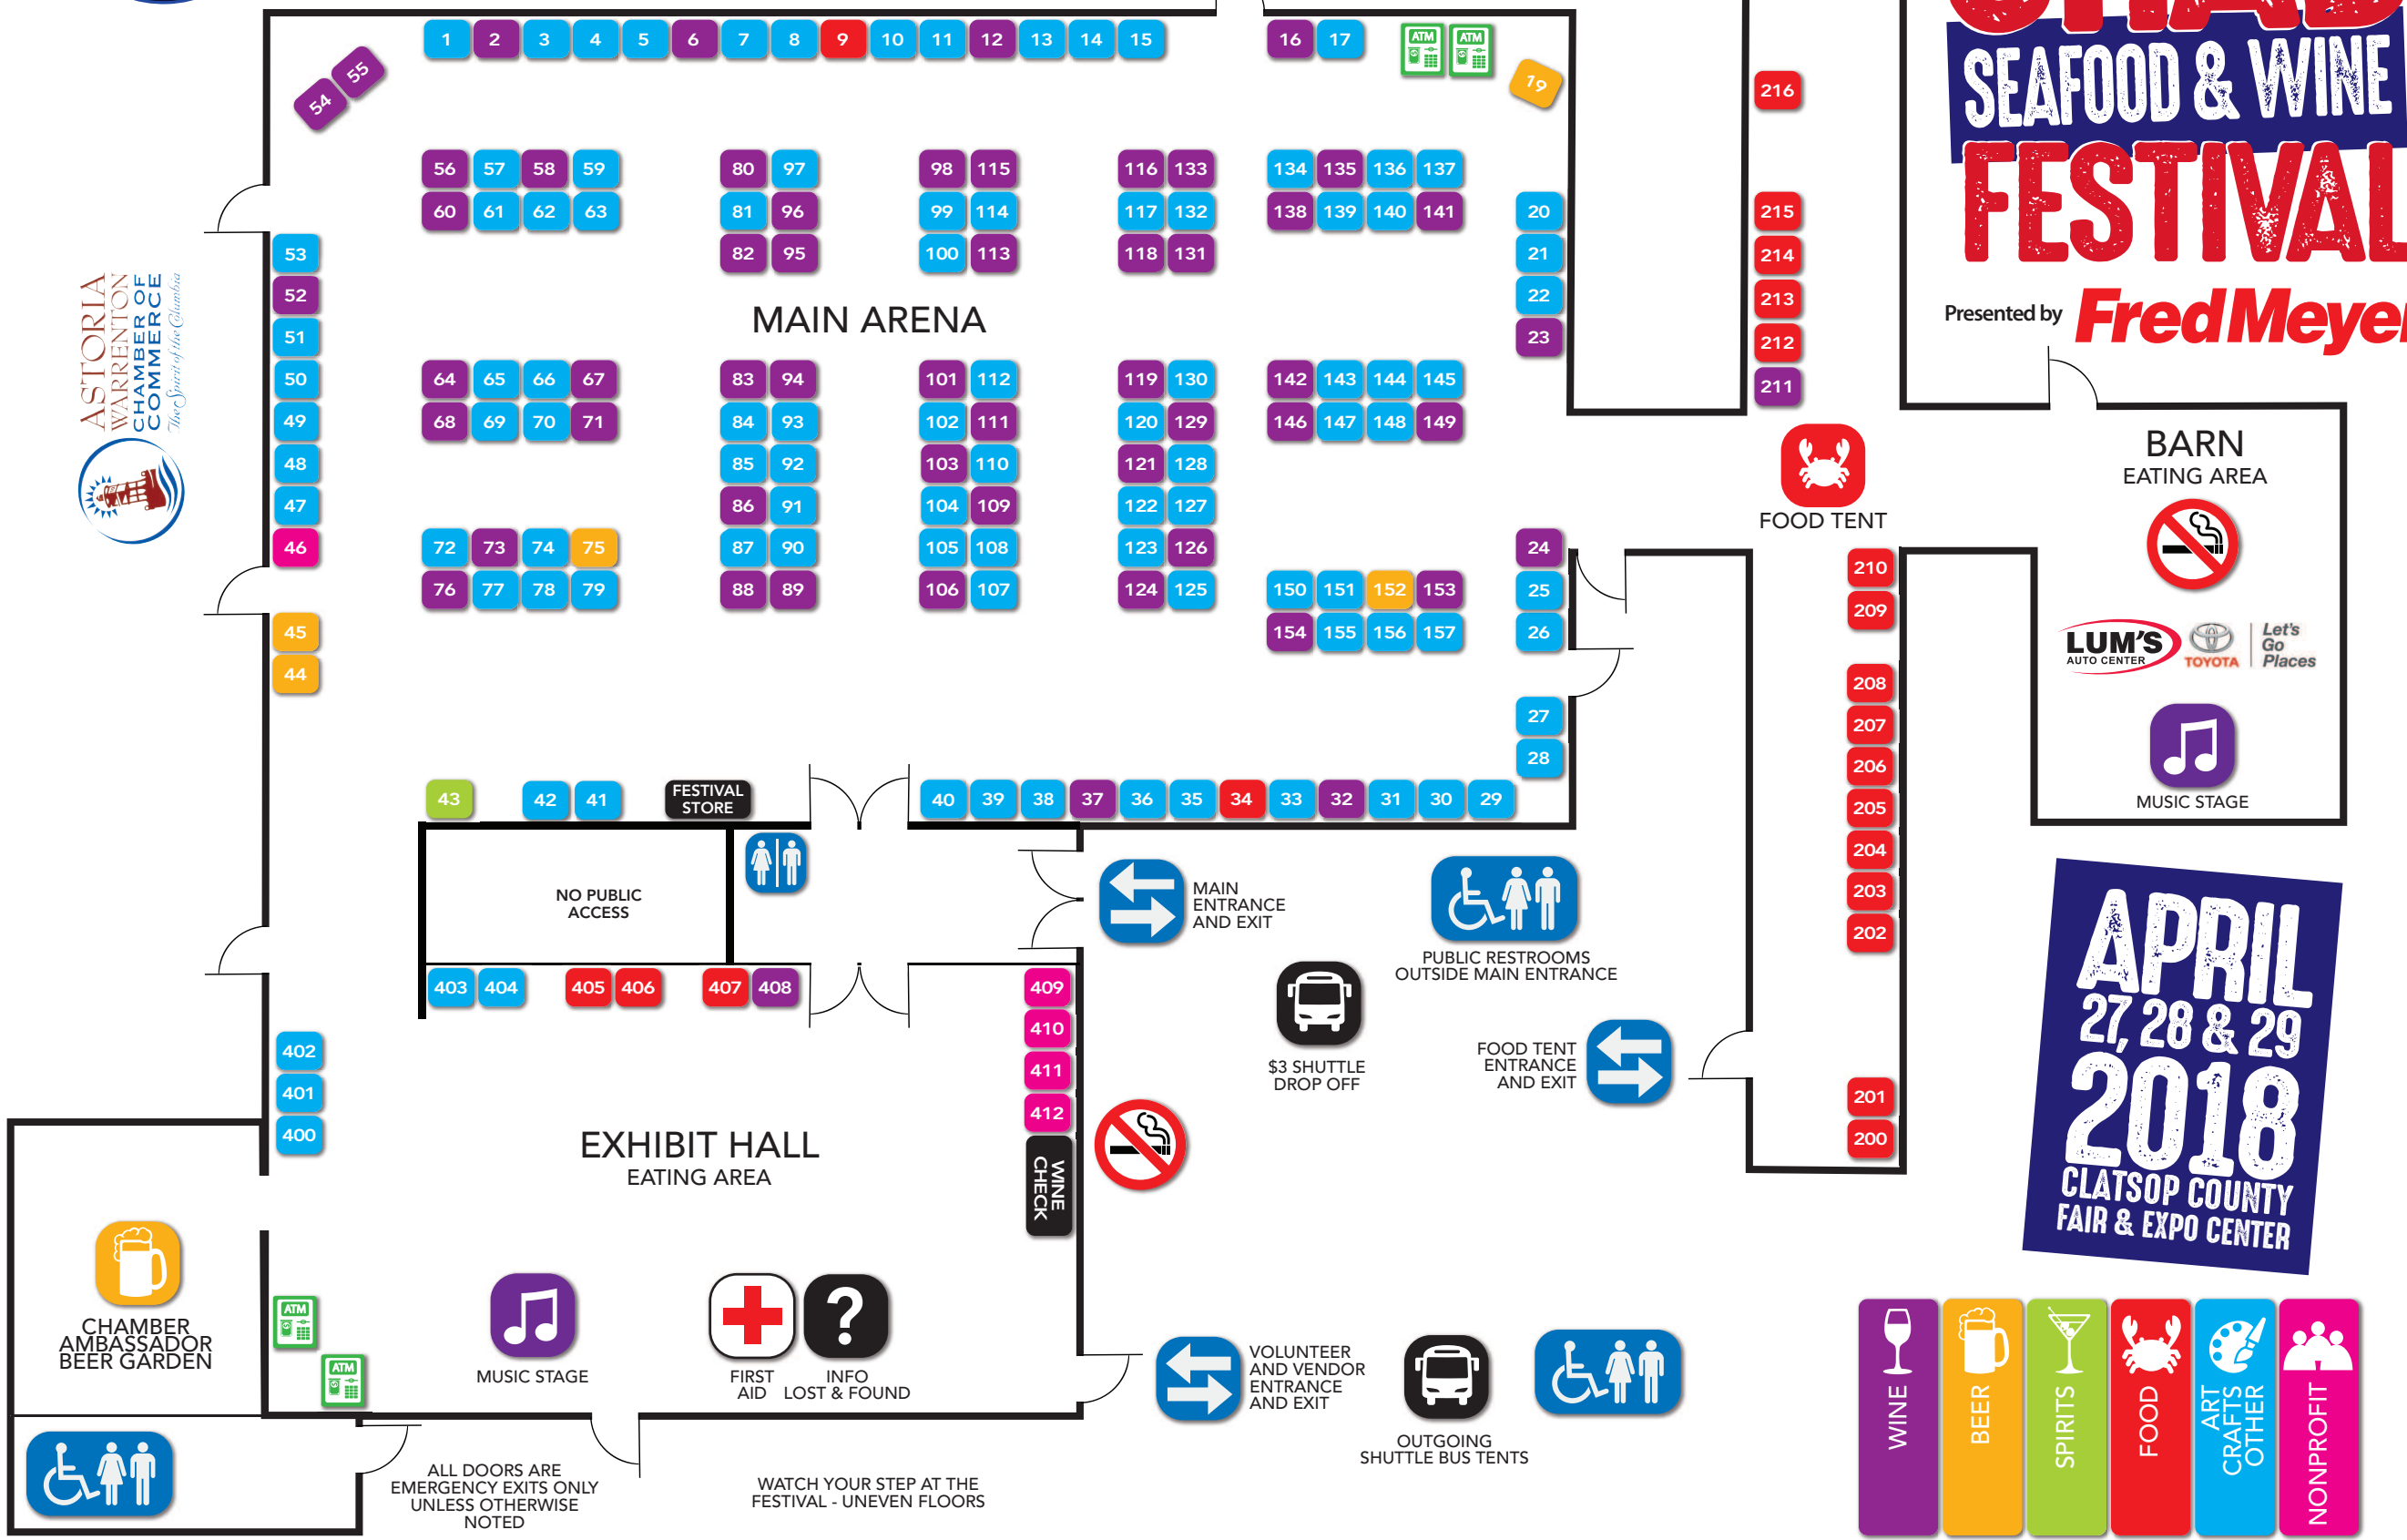 SEAFOOD & WINE
FESTIVAL
Presented by Fred Meyer
1 2 3 4 5 6 7 8 9 10 11 12 13 14 15 16 17
ATM ATM
19
216
55
54
56 57 58 59 80 97 98 115 116 133 134 135 136 137
60 61 62 63 81 96 99 114 117 132 138 139 140 141 20 215
53 82 95 100 113 118 131 21 214
52 22 213
51 MAIN ARENA 23 212
211
50 64 65 66 67 83 94 101 112 119 130 142 143 144 145
49 68 69 70 71 84 93 102 111 120 129 146 147 148 149
48 85 92 103 110 121 128
47 86 91 104 109 122 127
46 72 73 74 75 87 90 105 108 123 126 24
76 77 78 79 88 89 106 107 124 125 150 151 152 153 25
45 154 155 156 157 26
44
27
28
ASTORIA
WARRENTON
CHAMBER OF
COMMERCE
The Spirit of the Columbia
FOOD TENT
BARN
EATING AREA
210
209
208
207
206
205
204
203
202
201
200
LUM'S
AUTO CENTER
TOYOTA
Let's
Go
Places
MUSIC STAGE
43 42 41
FESTIVAL
STORE
40 39 38 37 36 35 34 33 32 31 30 29
NO PUBLIC
ACCESS
MAIN
ENTRANCE
AND EXIT
PUBLIC RESTROOMS
OUTSIDE MAIN ENTRANCE
403 404 405 406 407 408 409
410
411
412
WINE
CHECK
402
401
400
$3 SHUTTLE
DROP OFF
FOOD TENT
ENTRANCE
AND EXIT
EXHIBIT HALL
EATING AREA
APRIL
27, 28 & 29
2018
CLATSOP COUNTY
FAIR & EXPO CENTER
CHAMBER
AMBASSADOR
BEER GARDEN
ATM
ATM
MUSIC STAGE
FIRST
AID
?
INFO
LOST & FOUND
VOLUNTEER
AND VENDOR
ENTRANCE
AND EXIT
OUTGOING
SHUTTLE BUS TENTS
ALL DOORS ARE
EMERGENCY EXITS ONLY
UNLESS OTHERWISE
NOTED
WATCH YOUR STEP AT THE
FESTIVAL - UNEVEN FLOORS
WINE
BEER
SPIRITS
FOOD
ART
CRAFTS
OTHER
NONPROFIT